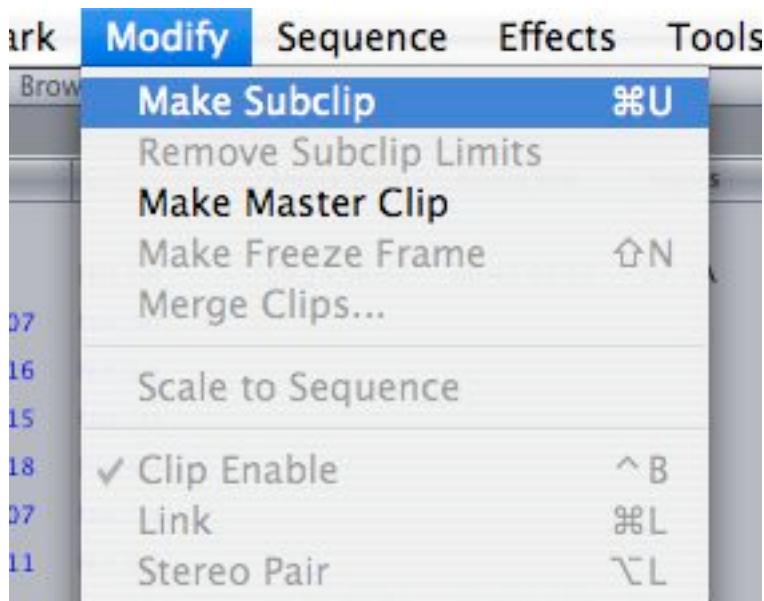 ark Modify Sequence Effects Tools
Brow
Make Subclip ⌘U
Remove Subclip Limits
s
Make Master Clip
Make Freeze Frame ⇧N
Merge Clips...
07
16
Scale to Sequence
15
18
✓ Clip Enable ^B
07
Link ⌘L
11
Stereo Pair ⌥L